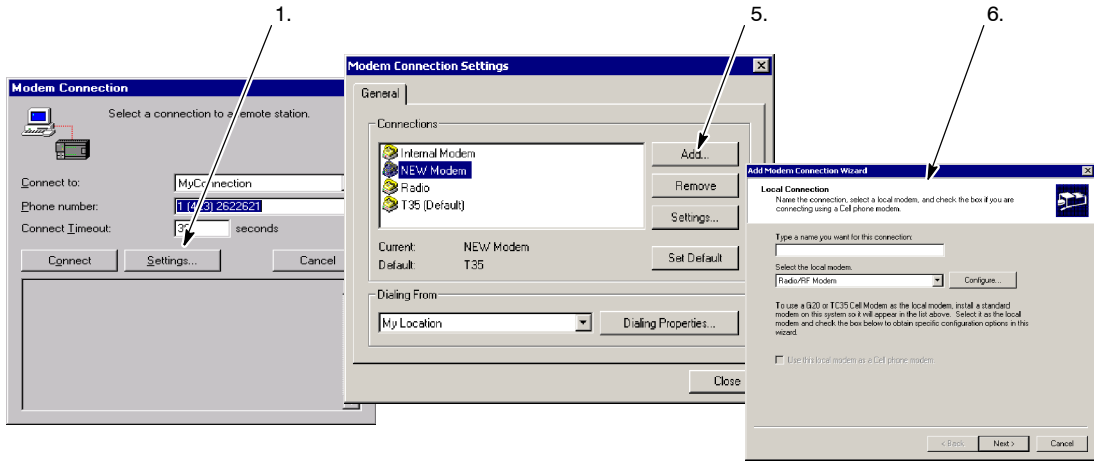 1.
5.
6.
Modem Connection
Select a connection to a remote station.
Connect to:
MyConnection
Phone number:
2622621
Connect Timeout:
seconds
Connect
Settings...
Cancel
Modem Connection Settings
General
Connections
Internal Modem
NEW Modem
Radio
T35 (Default)
Add...
Remove
Settings...
Set Default
Current:
NEW Modem
Default:
T35
Dialing From
My Location
Dialing Properties...
Close
Add Modem Connection Wizard
Local Connection
Name the connection, select a local modem, and check the box if you are
connecting using a Cell phone modem.
Type a name you want for this connection:
Select the local modem.
Radio/RF Modem
Configure...
To use a G20 or TC35 Cell Modem as the local modem, install a standard
modem on this system so it will appear in the list above. Select it as the local
modem and check the box below to obtain specific configuration options in this
wizard.
Use this local modem as a Cell phone modem.
< Back
Next >
Cancel